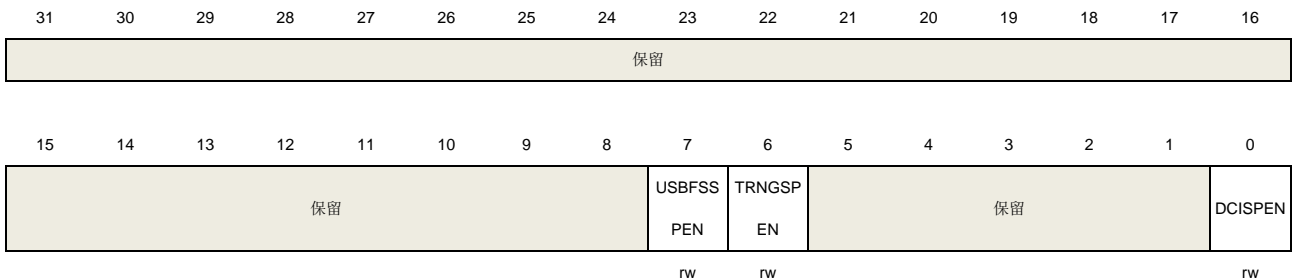 31 30 29 28 27 26 25 24 23 22 21 20 19 18 17 16
保留
15 14 13 12 11 10 9 8 7 6 5 4 3 2 1 0
保留 USBFSS PEN TRNGSP EN 保留 DCISPEN
rw rw rw